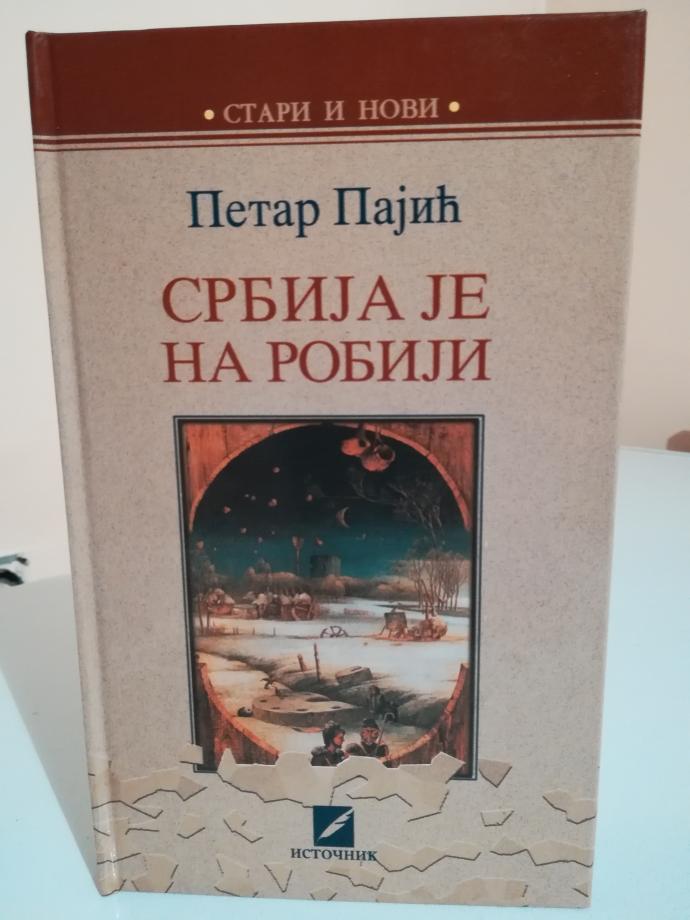 • СТАРИ И НОВИ •
Петар Пајић
СРБИЈА ЈЕ
НА РОБИЈИ
ИСТОЧНИК